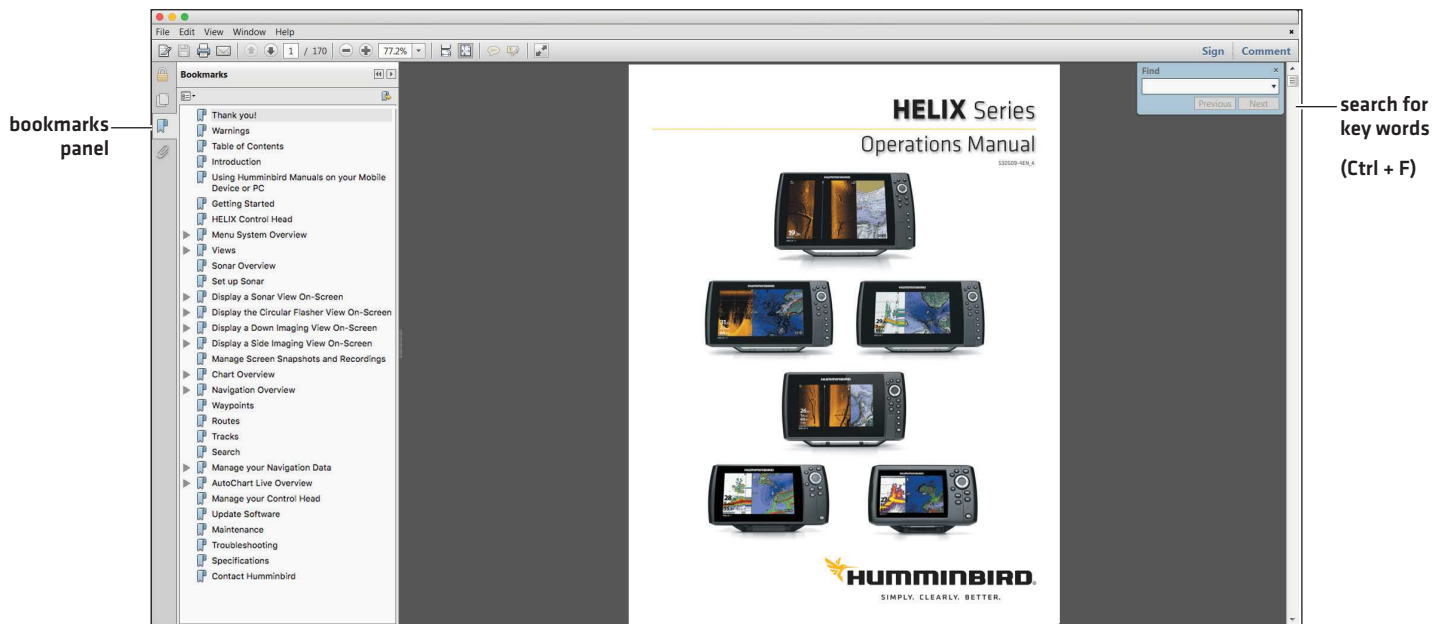 File Edit View Window Help
1 / 170
77.2%
Sign Comment
Bookmarks
Find
Previous Next
bookmarks
panel
search for
key words
(Ctrl + F)
Thank you!
Warnings
Table of Contents
Introduction
Using Humminbird Manuals on your Mobile
Device or PC
Getting Started
HELIX Control Head
Menu System Overview
Views
Sonar Overview
Set up Sonar
Display a Sonar View On-Screen
Display the Circular Flasher View On-Screen
Display a Down Imaging View On-Screen
Display a Side Imaging View On-Screen
Manage Screen Snapshots and Recordings
Chart Overview
Navigation Overview
Waypoints
Routes
Tracks
Search
Manage your Navigation Data
AutoChart Live Overview
Manage your Control Head
Update Software
Maintenance
Troubleshooting
Specifications
Contact Humminbird
HELIX Series
Operations Manual
HUMMINBIRD
SIMPLY. CLEARLY. BETTER.